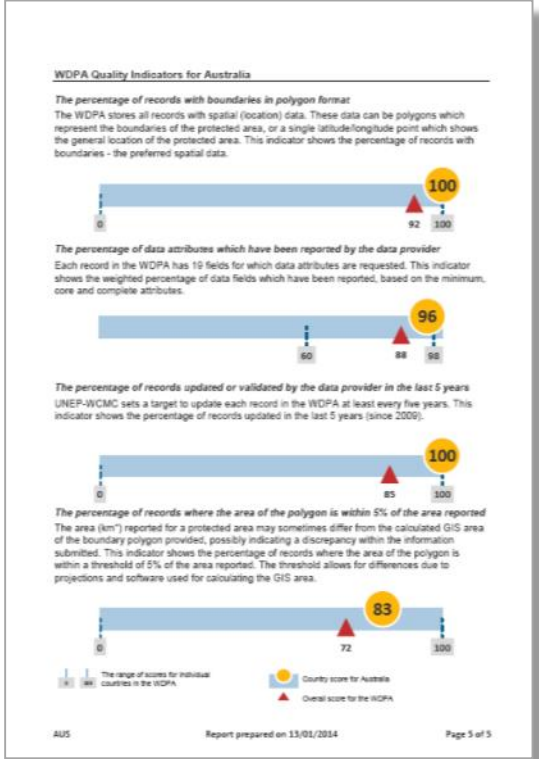 WDPA Quality Indicators for Australia
The percentage of records with boundaries in polygon format
The WDPA stores all records with spatial (location) data. These data can be polygons which
represent the boundaries of the protected area, or a single latitude/longitude point which shows
the general location of the protected area. This indicator shows the percentage of records with
boundaries - the preferred spatial data.
100
0 92 100
The percentage of data attributes which have been reported by the data provider
Each record in the WDPA has 19 fields for which data attributes are requested. This indicator
shows the weighted percentage of data fields which have been reported, based on the minimum,
core and complete attributes.
96
60 88 98
The percentage of records updated or validated by the data provider in the last 5 years
UNEP-WCMC sets a target to update each record in the WDPA at least every five years. This
indicator shows the percentage of records updated in the last 5 years (since 2009).
100
0 85 100
The percentage of records where the area of the polygon is within 5% of the area reported
The area (km²) reported for a protected area may sometimes differ from the calculated GIS area
of the boundary polygon provided, possibly indicating a discrepancy within the information
submitted. This indicator shows the percentage of records where the area of the polygon is
within a threshold of 5% of the area reported. The threshold allows for differences due to
projections and software used for calculating the GIS area.
83
0 72 100
The range of scores for individual
countries in the WDPA
Country score for Australia
Overall score for the WDPA
AUS Report prepared on 13/01/2014 Page 5 of 5